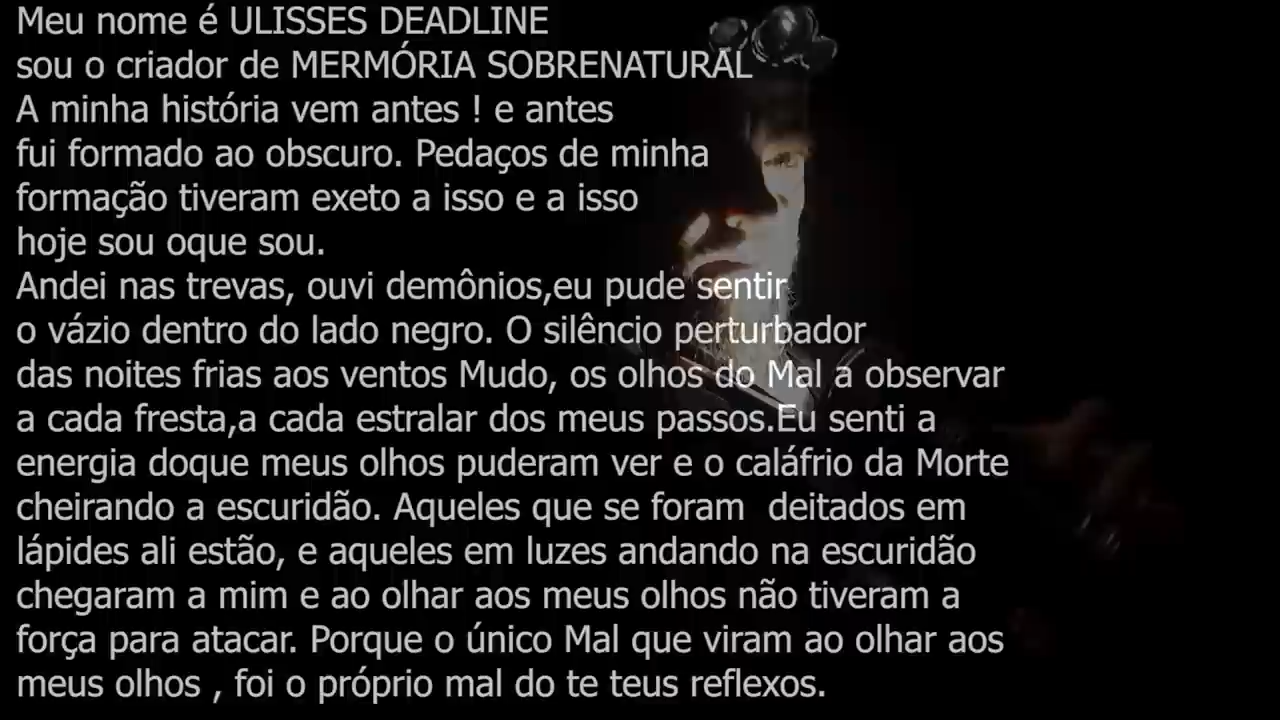 Meu nome é ULISSES DEADLINE
sou o criador de MERMÓRIA SOBRENATURAL
A minha história vem antes ! e antes
fui formado ao obscuro. Pedaços de minha
formação tiveram exeto a isso e a isso
hoje sou oque sou.
Andei nas trevas, ouvi demônios,eu pude sentir
o vázio dentro do lado negro. O silêncio perturbador
das noites frias aos ventos Mudo, os olhos do Mal a observar
a cada fresta,a cada estralar dos meus passos.Eu senti a
energia doque meus olhos puderam ver e o caláfrio da Morte
cheirando a escuridão. Aqueles que se foram  deitados em
lápides ali estão, e aqueles em luzes andando na escuridão
chegaram a mim e ao olhar aos meus olhos não tiveram a
força para atacar. Porque o único Mal que viram ao olhar aos
meus olhos , foi o próprio mal do te teus reflexos.